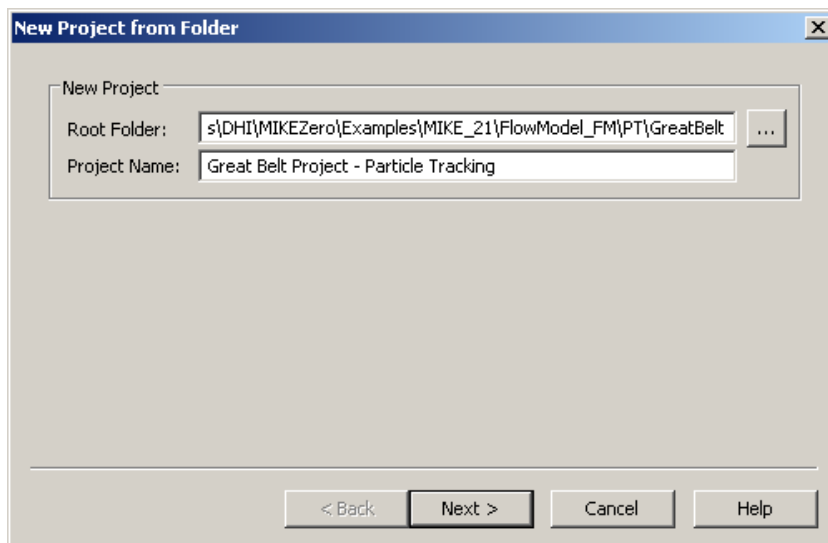 New Project from Folder
New Project
Root Folder: s\DHI\MIKEZero\Examples\MIKE_21\FlowModel_FM\PT\GreatBelt ...
Project Name: Great Belt Project - Particle Tracking
< Back Next > Cancel Help